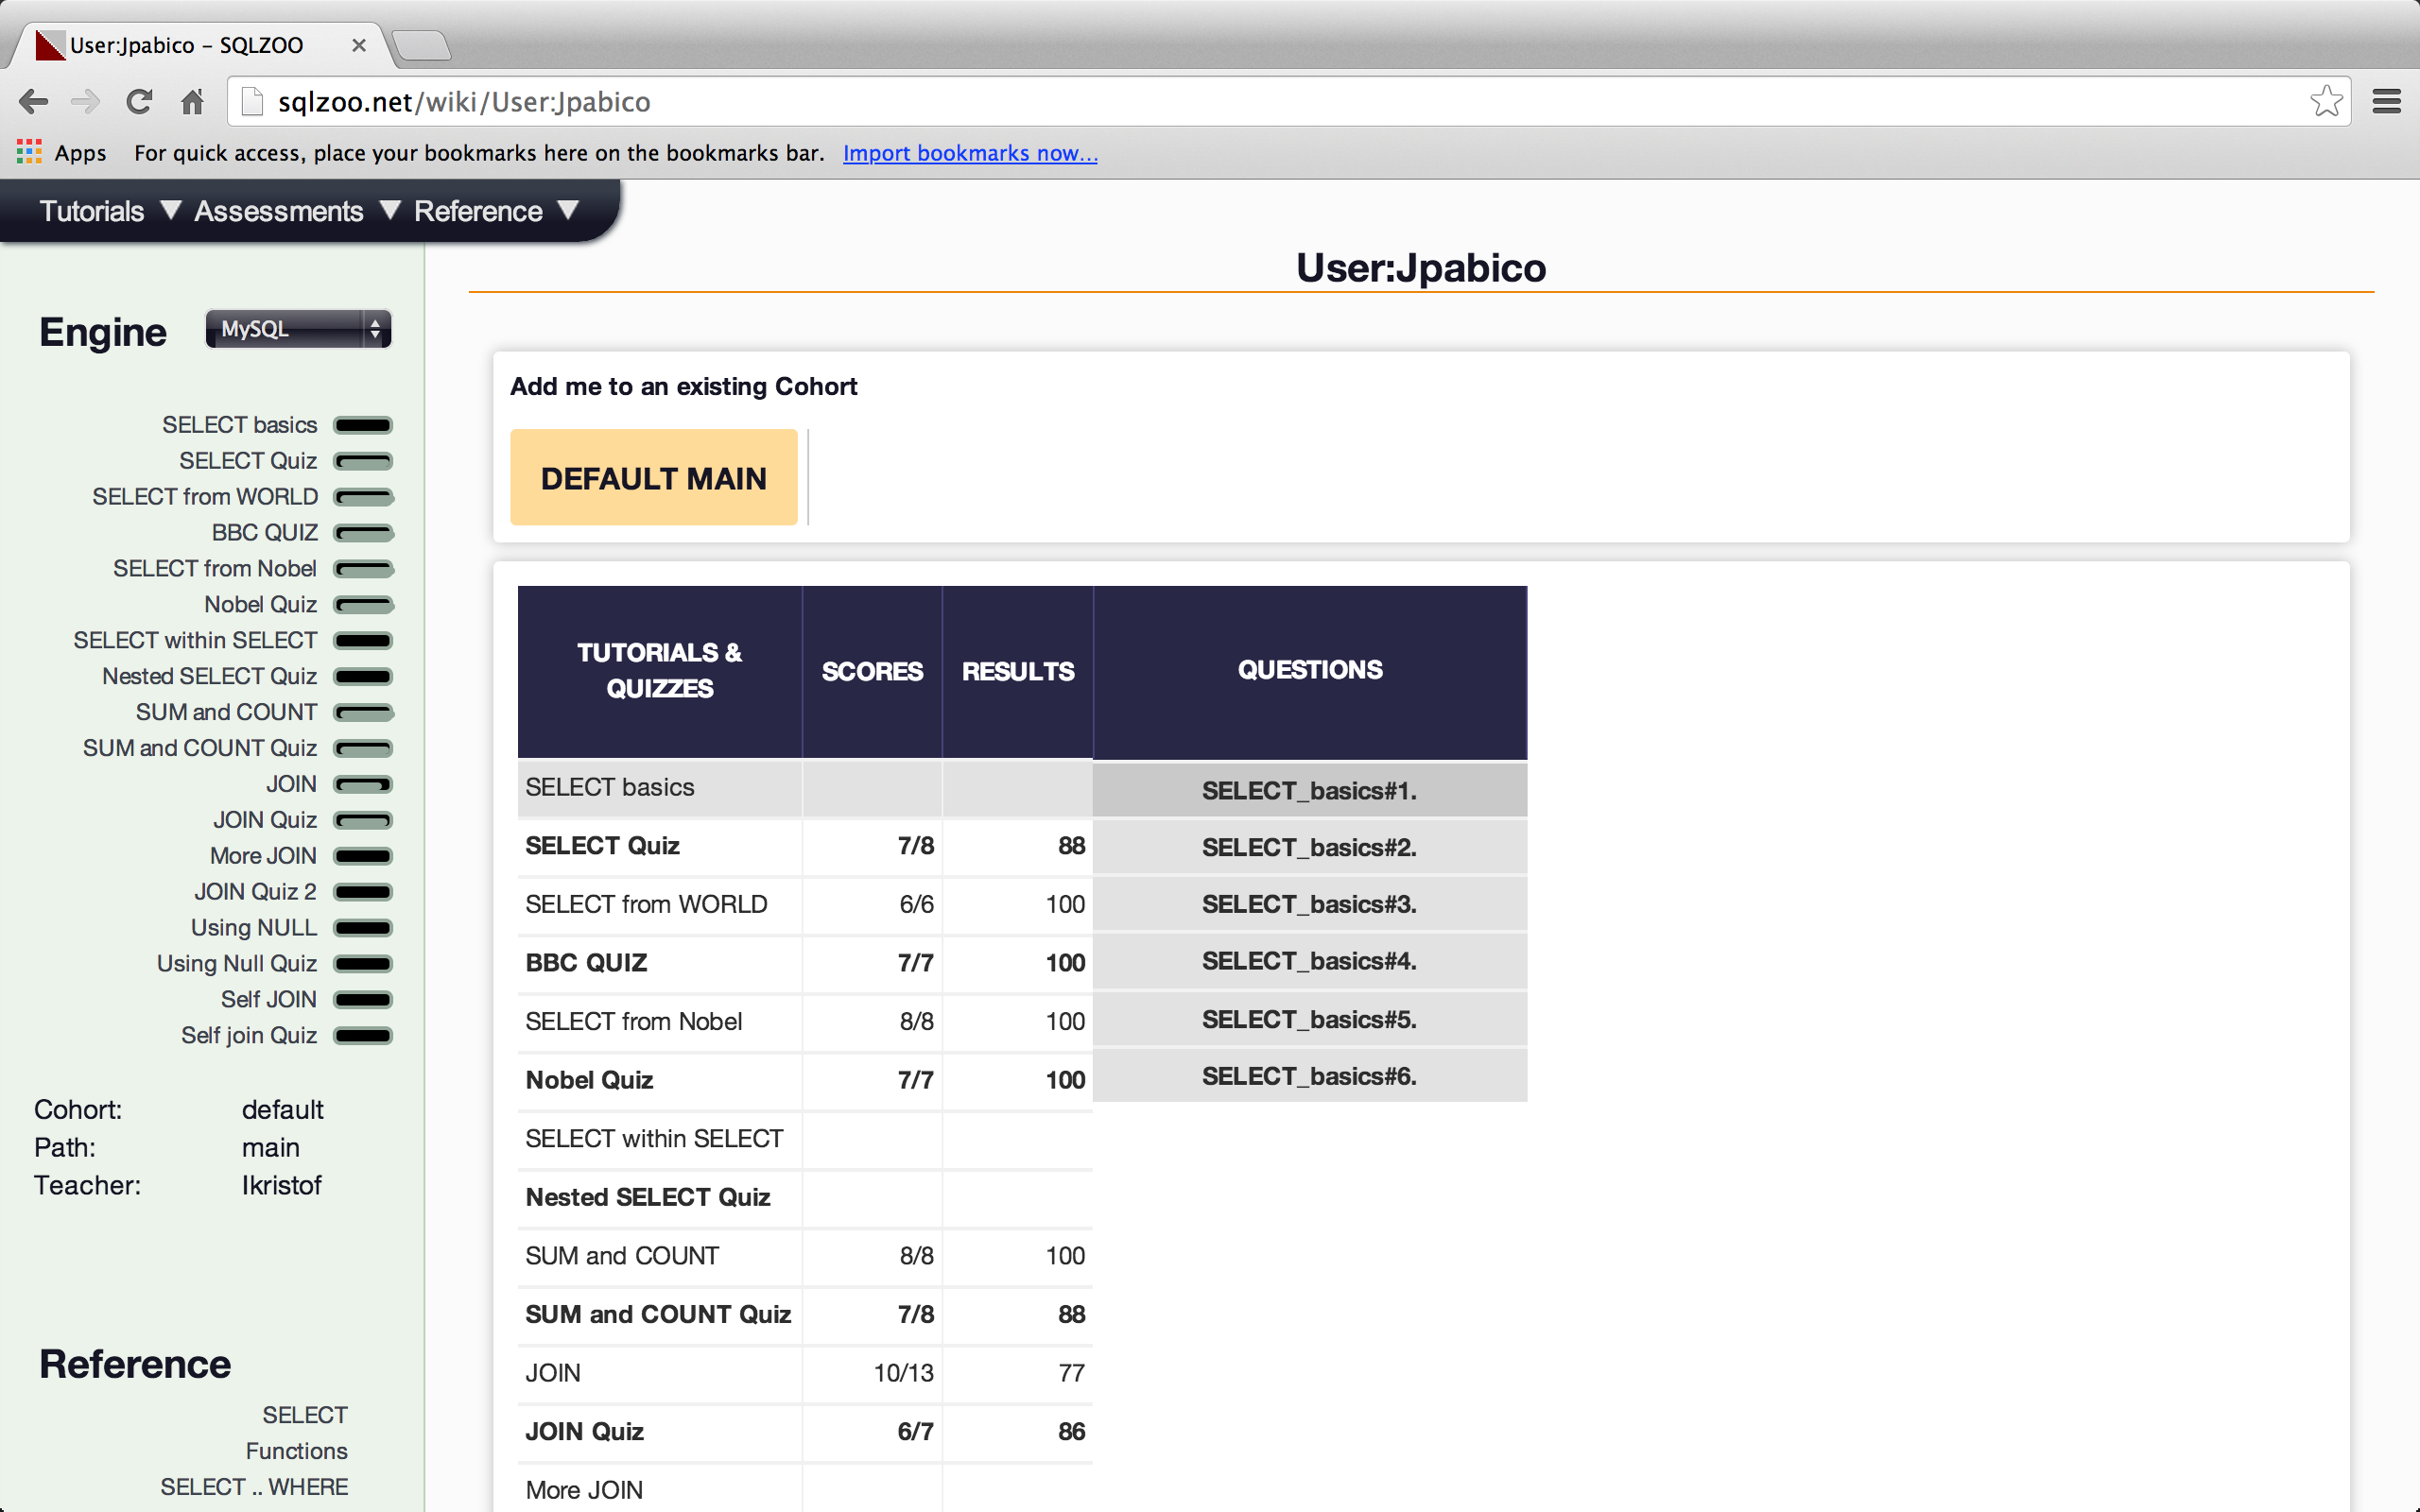 User:Jpabico – SQLZOO
sqlzoo.net/wiki/User:Jpabico
Apps For quick access, place your bookmarks here on the bookmarks bar. Import bookmarks now...
Tutorials ▼ Assessments ▼ Reference ▼
User:Jpabico
Engine MySQL
SELECT basics
SELECT Quiz
SELECT from WORLD
BBC QUIZ
SELECT from Nobel
Nobel Quiz
SELECT within SELECT
Nested SELECT Quiz
SUM and COUNT
SUM and COUNT Quiz
JOIN
JOIN Quiz
More JOIN
JOIN Quiz 2
Using NULL
Using Null Quiz
Self JOIN
Self join Quiz
Cohort: default
Path: main
Teacher: Ikristof
Reference
SELECT
Functions
SELECT .. WHERE
Add me to an existing Cohort
DEFAULT MAIN
TUTORIALS &
QUIZZES
SCORES
RESULTS
QUESTIONS
SELECT basics
SELECT Quiz 7/8 88
SELECT from WORLD 6/6 100
BBC QUIZ 7/7 100
SELECT from Nobel 8/8 100
Nobel Quiz 7/7 100
SELECT within SELECT
Nested SELECT Quiz
SUM and COUNT 8/8 100
SUM and COUNT Quiz 7/8 88
JOIN 10/13 77
JOIN Quiz 6/7 86
More JOIN
SELECT_basics#1.
SELECT_basics#2.
SELECT_basics#3.
SELECT_basics#4.
SELECT_basics#5.
SELECT_basics#6.